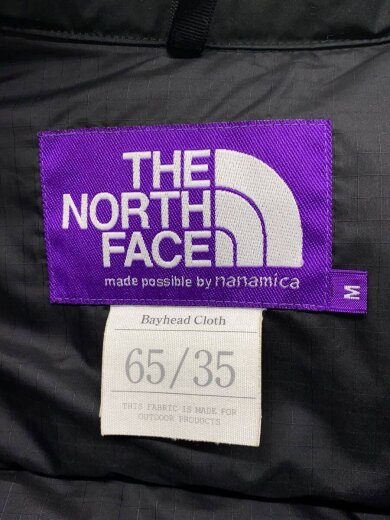 THE
NORTH
FACE
made possible by nanamica
M
Bayhead Cloth
65/35
THIS FABRIC IS MADE FOR
OUTDOOR PRODUCTS